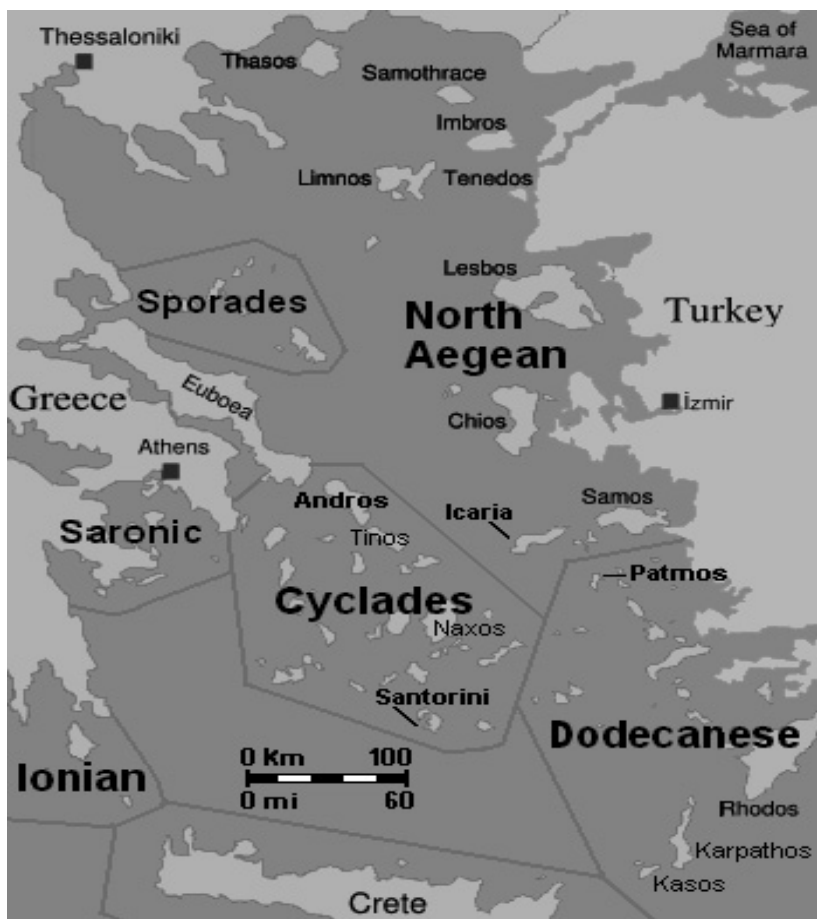 Thessaloniki
Sea of
Marmara
Thasos
Samothrace
Imbros
Limnos
Tenedos
Lesbos
Sporades
North
Aegean
Turkey
Euboea
Greece
Chios
İzmir
Athens
Andros
Icaria
Samos
Saronic
Tinos
Patmos
Cyclades
Naxos
Santorini
Dodecanese
0 km 100
0 mi 60
Ionian
Rhodos
Karpathos
Kasos
Crete